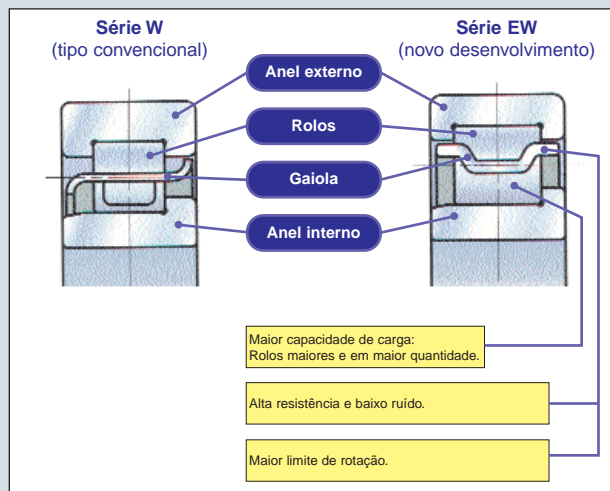 Série W
(tipo convencional)
Série EW
(novo desenvolvimento)
Anel externo
Rolos
Gaiola
Anel interno
Maior capacidade de carga:
Rolos maiores e em maior quantidade.
Alta resistência e baixo ruído.
Maior limite de rotação.